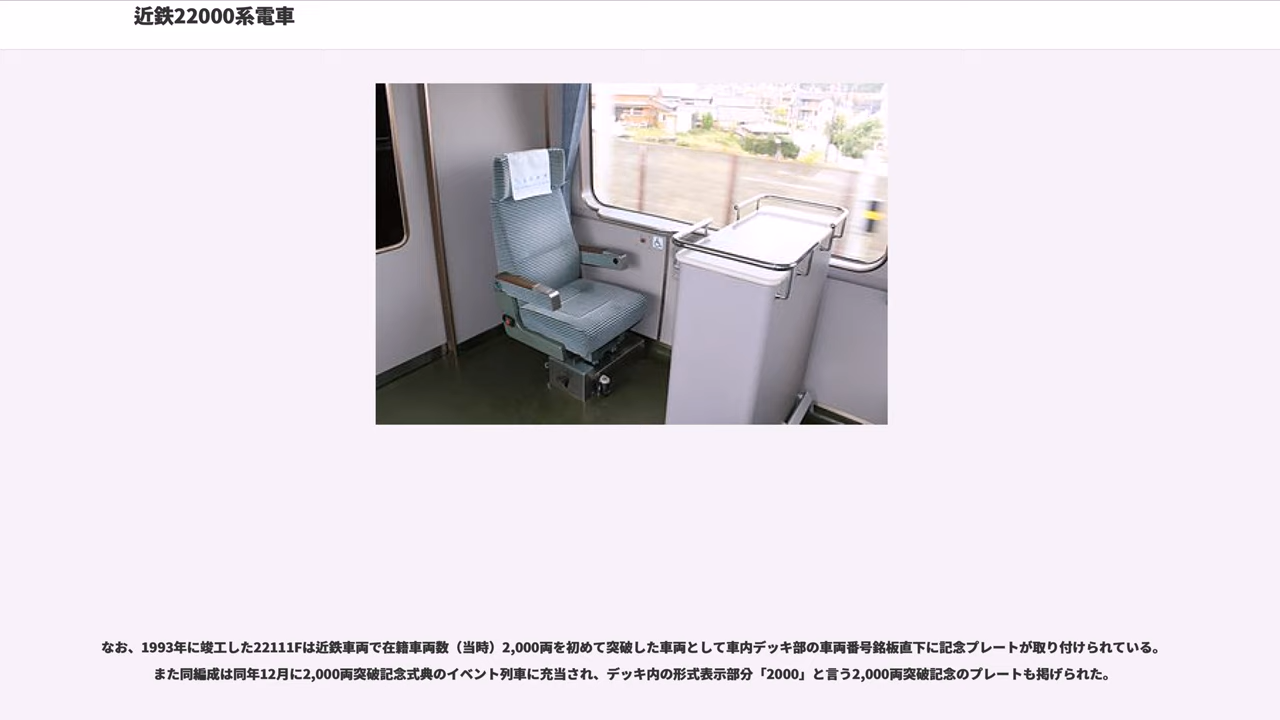 近鉄22000系電車
なお、1993年に竣工した22111Fは近鉄車両で在籍車両数（当時）2,000両を初めて突破した車両として車内デッキ部の車両番号銘板直下に記念プレートが取り付けられている。
また同編成は同年12月に2,000両突破記念式典のイベント列車に充当され、デッキ内の形式表示部分「2000」と言う2,000両突破記念のプレートも掲げられた。